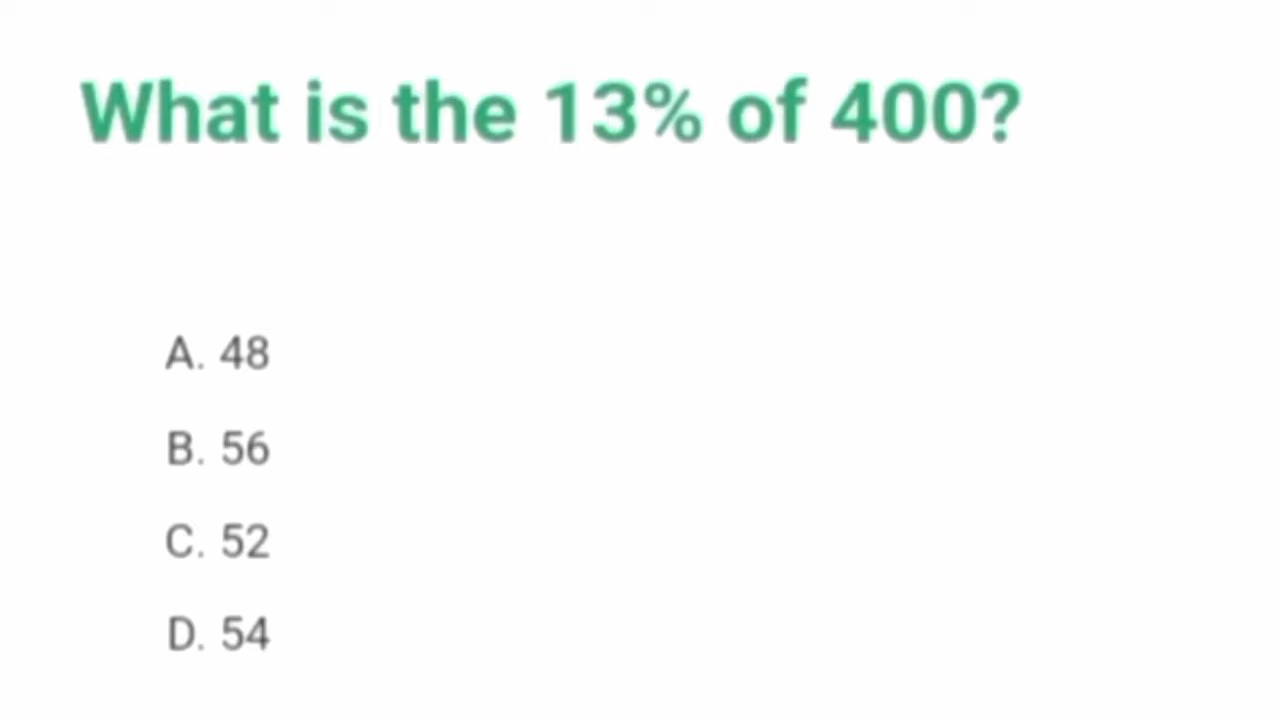 What is the 13% of 400?
A. 48
B. 56
C. 52
D. 54